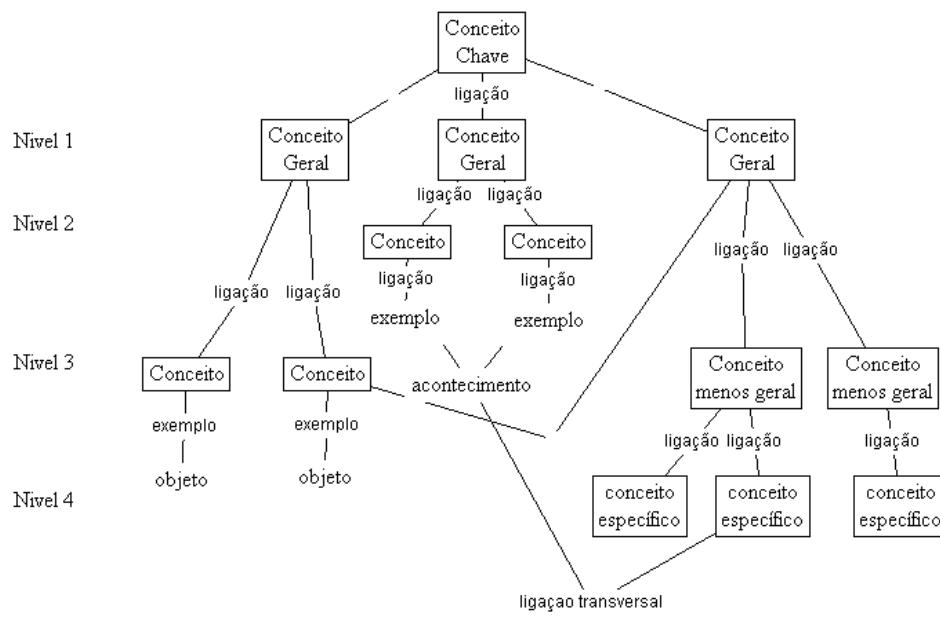 Conceito
Chave
ligação
Nivel 1
Conceito
Geral
Conceito
Geral
Conceito
Geral
ligação
ligação
Nivel 2
Conceito
Conceito
ligação
ligação
ligação
ligação
ligação
ligação
exemplo
exemplo
Nivel 3
Conceito
Conceito
acontecimento
Conceito
menos geral
Conceito
menos geral
exemplo
exemplo
ligação
ligação
ligação
objeto
objeto
Nivel 4
conceito
específico
conceito
específico
conceito
específico
ligaçao transversal